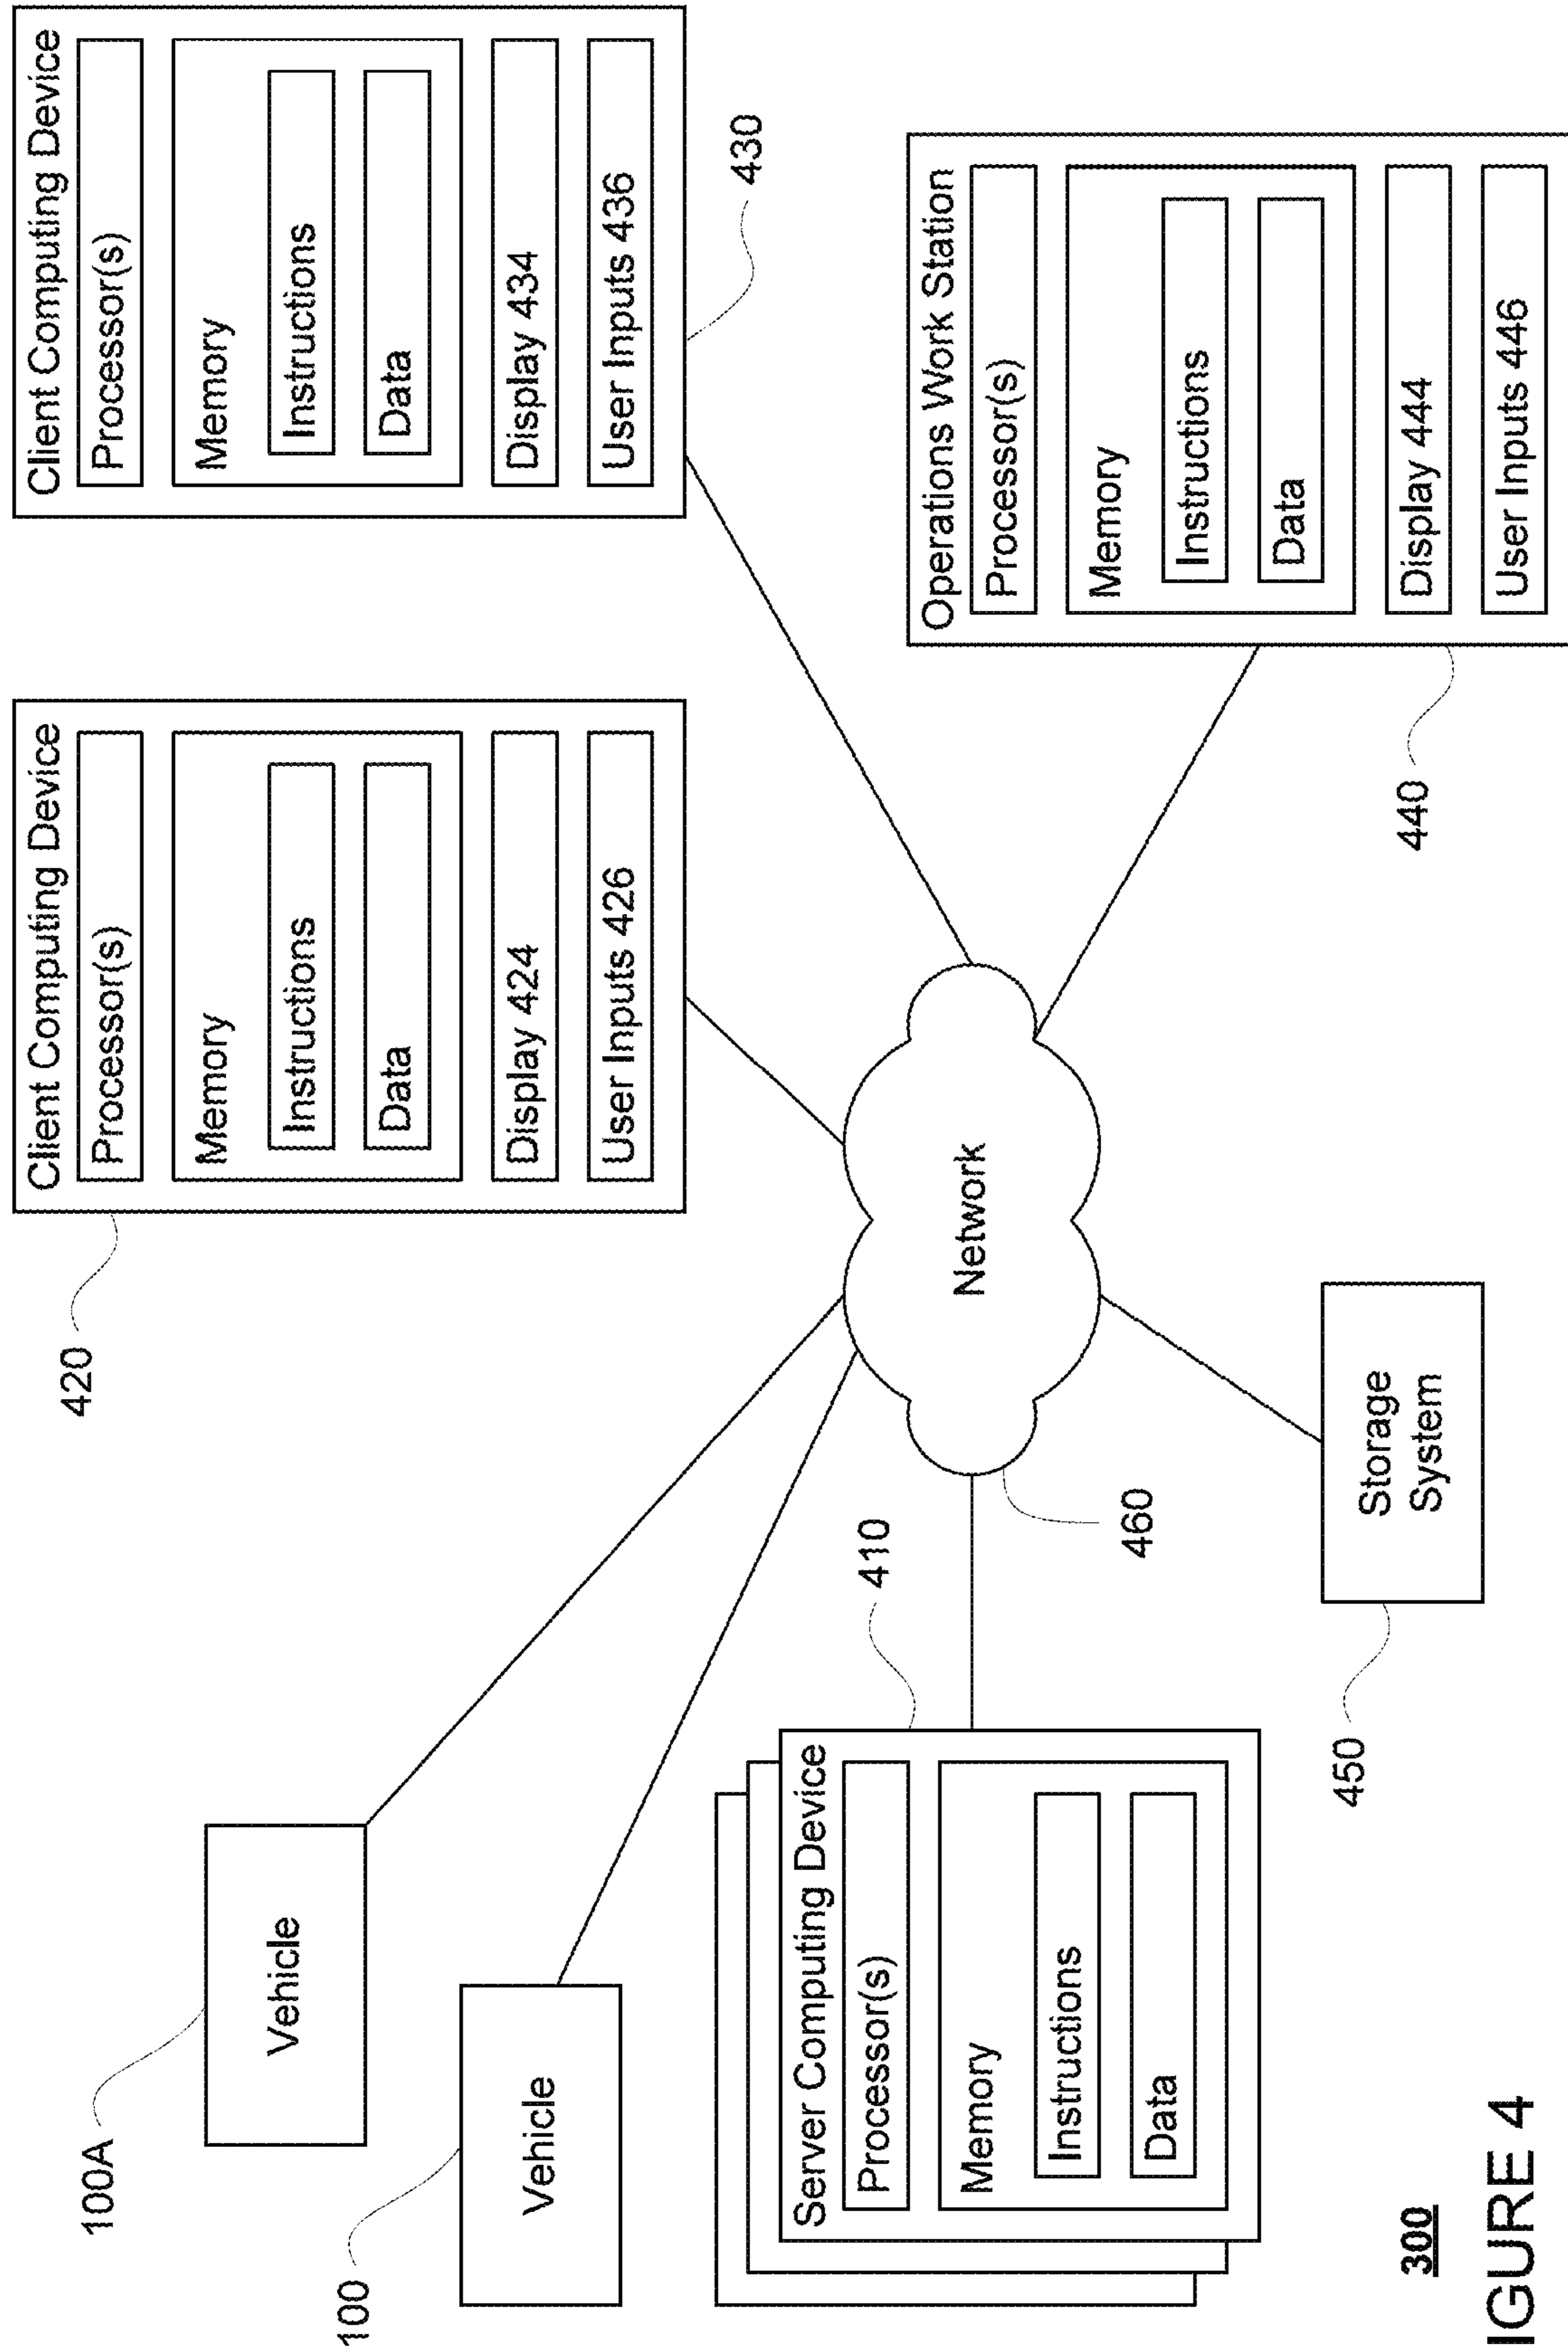 Client Computing Device
Processor(s)
Memory
Instructions
Data
Display 424
User Inputs 426
420
Client Computing Device
Processor(s)
Memory
Instructions
Data
Display 434
User Inputs 436
430
100A
Vehicle
100
Vehicle
Network
460
Server Computing Device
Processor(s)
Memory
Instructions
Data
410
Storage
System
450
Operations Work Station
Processor(s)
Memory
Instructions
Data
Display 444
User Inputs 446
440
300
IGURE 4